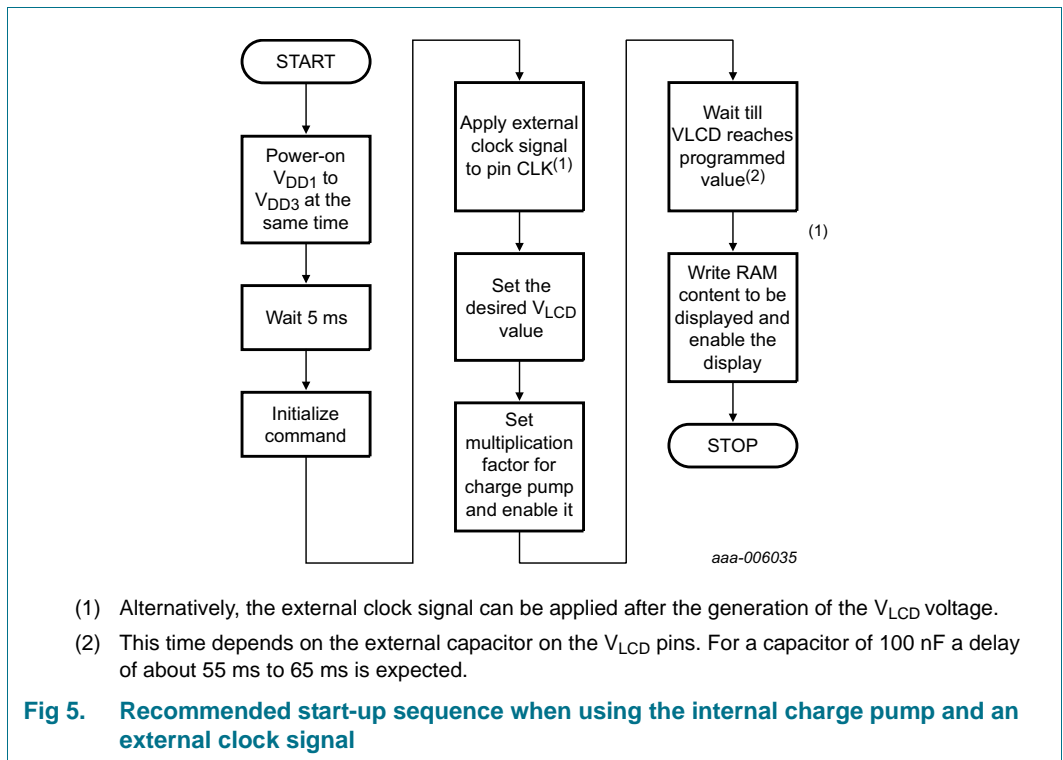 START
Power-on
VDD1 to
VDD3 at the
same time
Wait 5 ms
Initialize
command
Apply external
clock signal
to pin CLK(1)
Set the
desired VLCD
value
Set
multiplication
factor for
charge pump
and enable it
Wait till
VLCD reaches
programmed
value(2)
(1)
Write RAM
content to be
displayed and
enable the
display
STOP
aaa-006035
(1) Alternatively, the external clock signal can be applied after the generation of the VLCD voltage.
(2) This time depends on the external capacitor on the VLCD pins. For a capacitor of 100 nF a delay
of about 55 ms to 65 ms is expected.
Fig 5. Recommended start-up sequence when using the internal charge pump and an
external clock signal